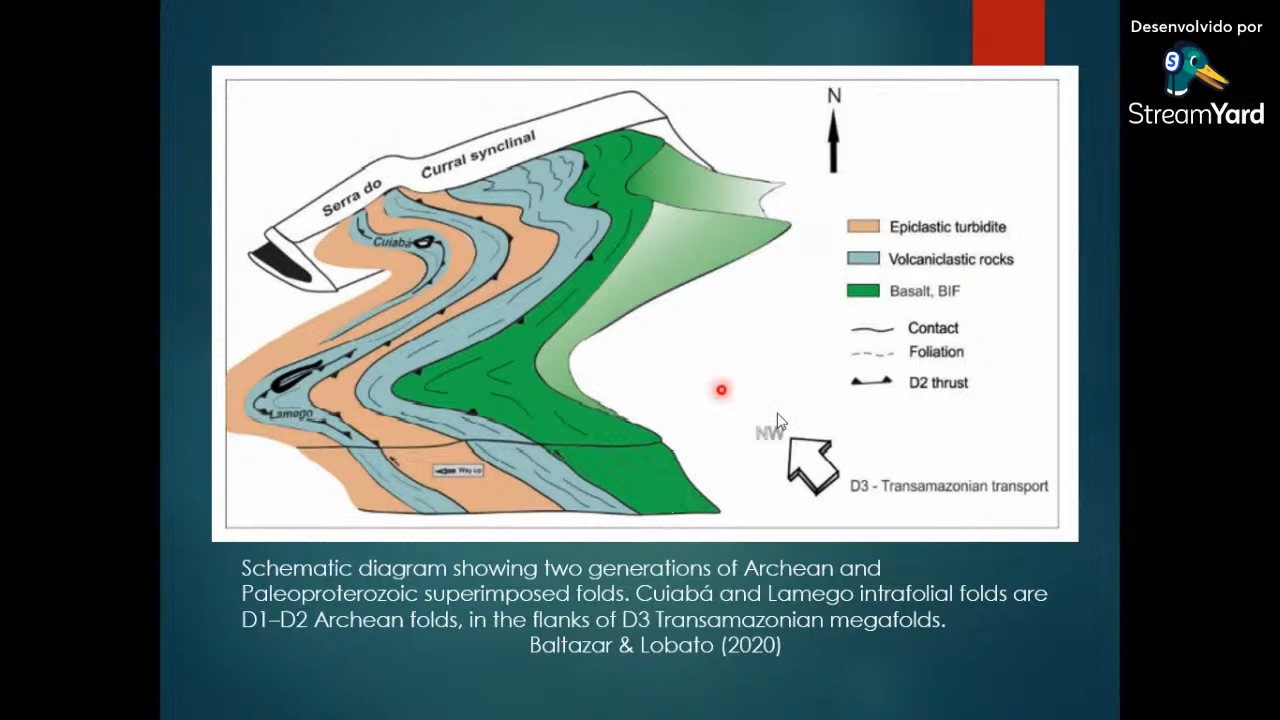 Desenvolvido por
StreamYard
N
Serra do Curral synclinal
Cuiabá
Lamego
Way up
Epiclastic turbidite
Volcaniclastic rocks
Basalt, BIF
Contact
Foliation
D2 thrust
NW
D3 - Transamazonian transport
Schematic diagram showing two generations of Archean and
Paleoproterozoic superimposed folds. Cuiabá and Lamego intrafolial folds are
D1–D2 Archean folds, in the flanks of D3 Transamazonian megafolds.
Baltazar & Lobato (2020)